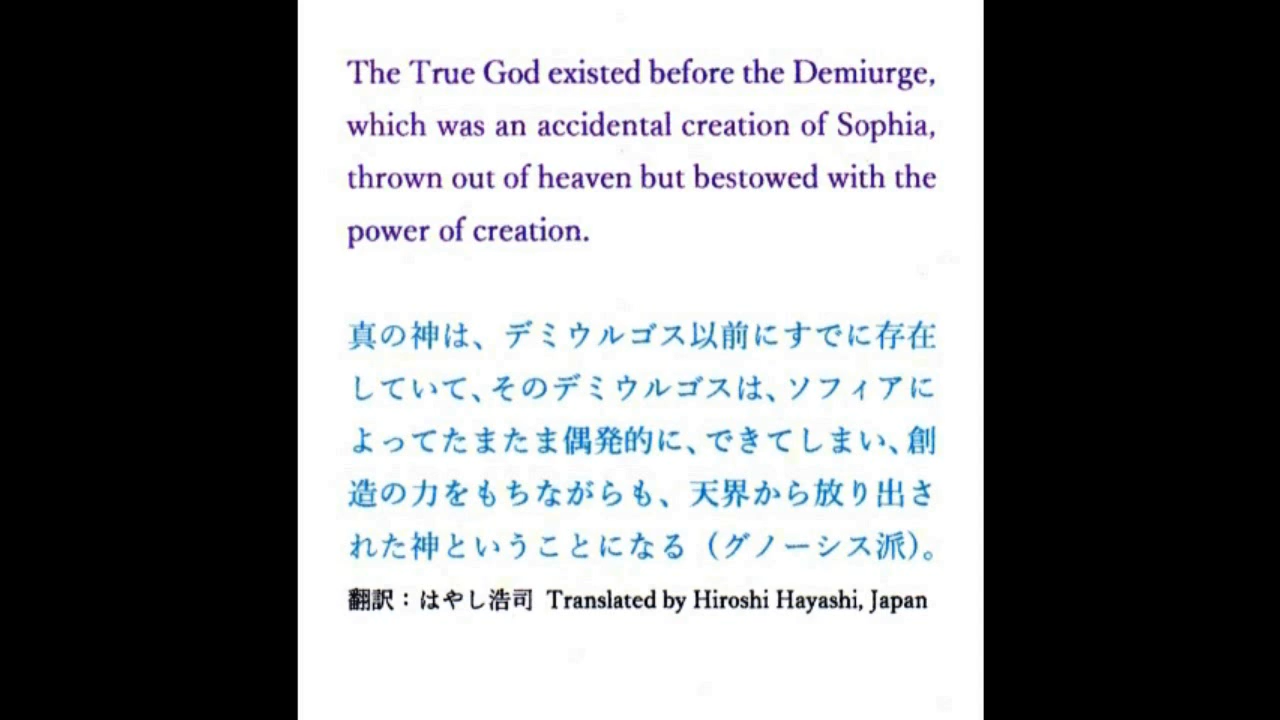 The True God existed before the Demiurge,
which was an accidental creation of Sophia,
thrown out of heaven but bestowed with the
power of creation.
真の神は、デミウルゴス以前にすでに存在
していて、そのデミウルゴスは、ソフィアに
よってたまたま偶発的に、できてしまい、創
造の力をもちながらも、天界から放り出さ
れた神ということになる（グノーシス派）。
翻訳：はやし浩司 Translated by Hiroshi Hayashi, Japan